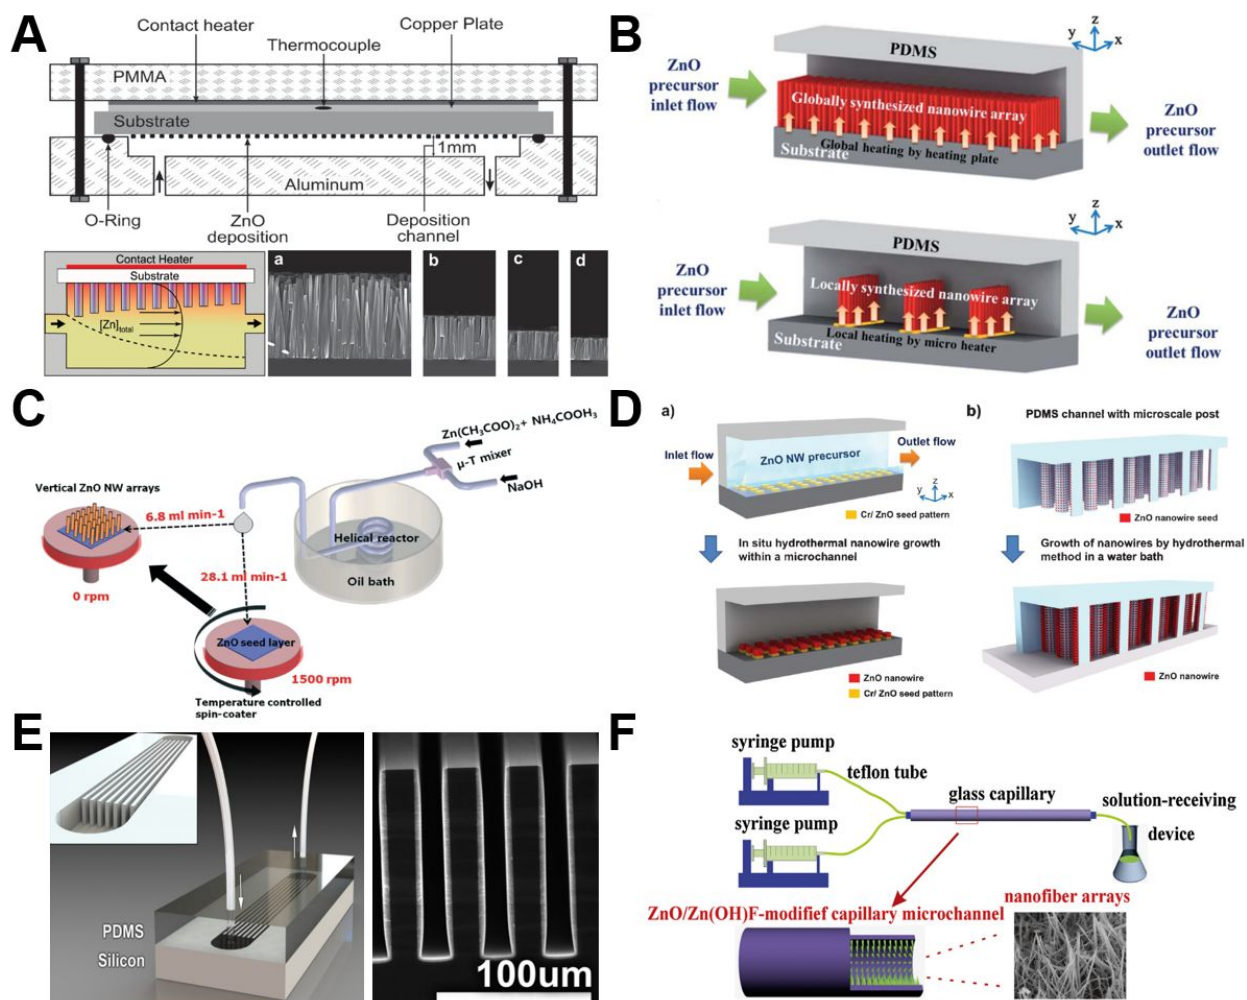 A
Contact heater
Copper Plate
Thermocouple
PMMA
Substrate
1mm
Aluminum
O-Ring
ZnO
deposition
Deposition
channel
Contact Heater
Substrate
[Zn]total
a
b
c
d
B
PDMS
z
y
x
ZnO
precursor
inlet flow
Globally synthesized nanowire array
Global heating by heating plate
Substrate
ZnO
precursor
outlet flow
z
y
x
PDMS
ZnO
precursor
inlet flow
Locally synthesized nanowire array
Local heating by micro heater
Substrate
ZnO
precursor
outlet flow
C
Zn(CH3COO)2+ NH4COOH3
μ-T mixer
NaOH
Vertical ZnO NW arrays
6.8 ml min-1
Helical reactor
Oil bath
0 rpm
28.1 ml min-1
ZnO seed layer
1500 rpm
Temperature controlled
spin-coater
D
a)
Inlet flow
ZnO NW precursor
Outlet flow
y
z
x
Cr/ ZnO seed pattern
In situ hydrothermal nanowire growth
within a microchannel
ZnO nanowire
Cr/ ZnO seed pattern
b)
PDMS channel with microscale post
ZnO nanowire seed
Growth of nanowires by hydrothermal
method in a water bath
ZnO nanowire
E
PDMS
Silicon
100um
F
syringe pump
teflon tube
glass capillary
solution-receiving
device
syringe pump
ZnO/Zn(OH)F-modifief capillary microchannel
nanofiber arrays